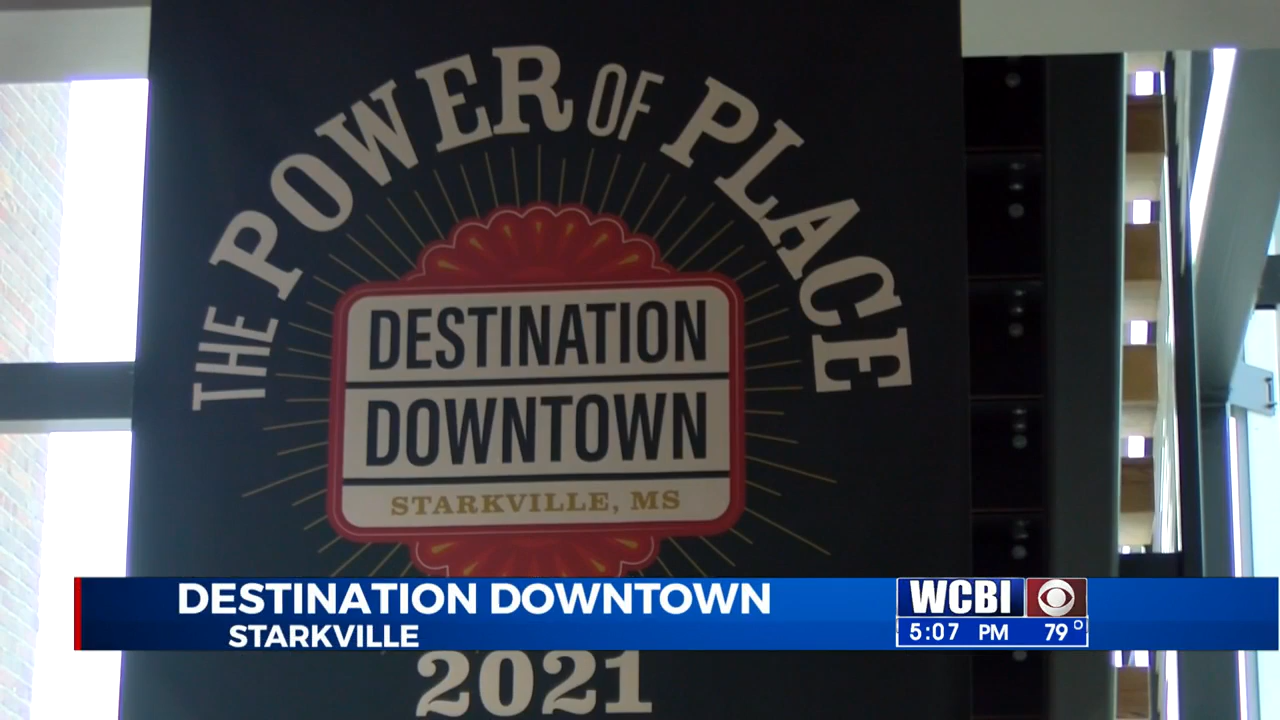 THE POWER OF PLACE
DESTINATION
DOWNTOWN
STARKVILLE, MS
DESTINATION DOWNTOWN
STARKVILLE
WCBI
5:07 PM 79°
2021